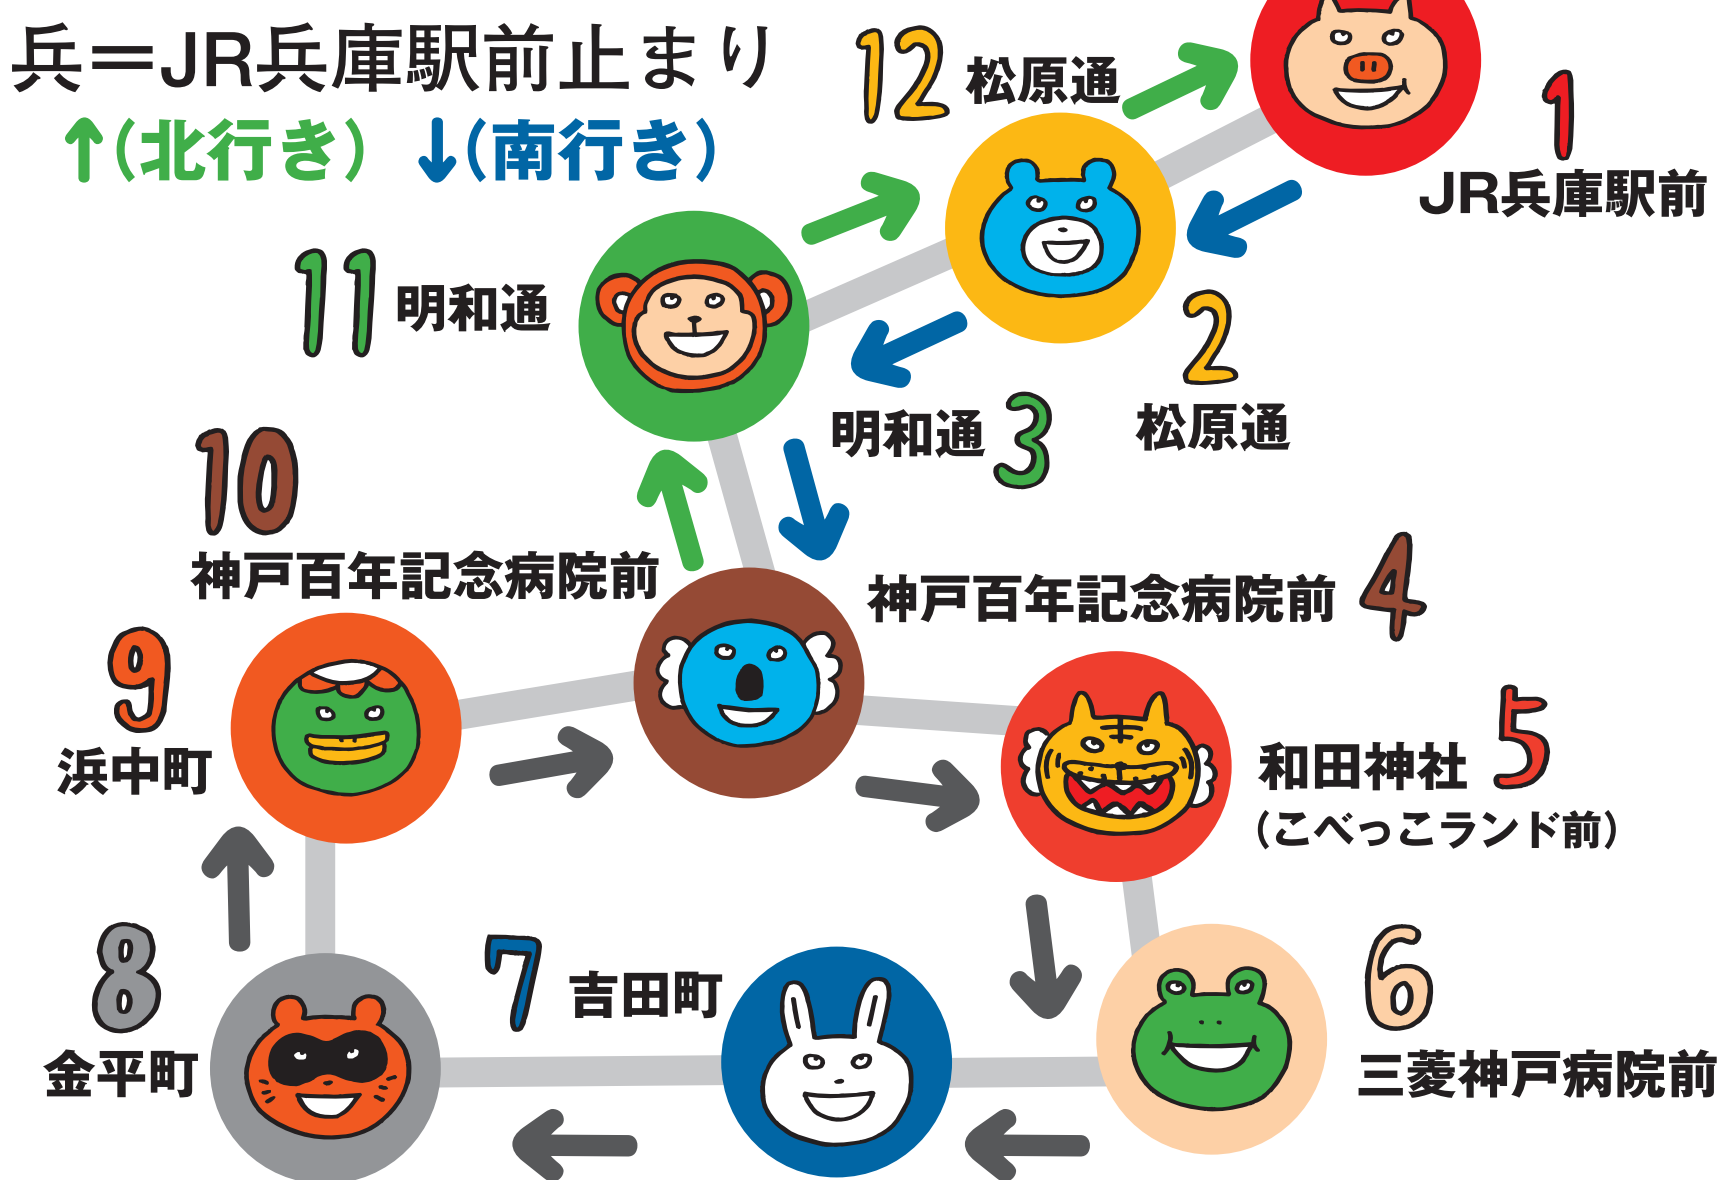 兵＝JR兵庫駅前止まり
↑(北行き) ↓(南行き)
1
JR兵庫駅前
2
松原通
明和通 3
神戸百年記念病院前 4
和田神社 5
(こべっこランド前)
6
三菱神戸病院前
7 吉田町
8
金平町
9
浜中町
10
神戸百年記念病院前
11 明和通
12 松原通